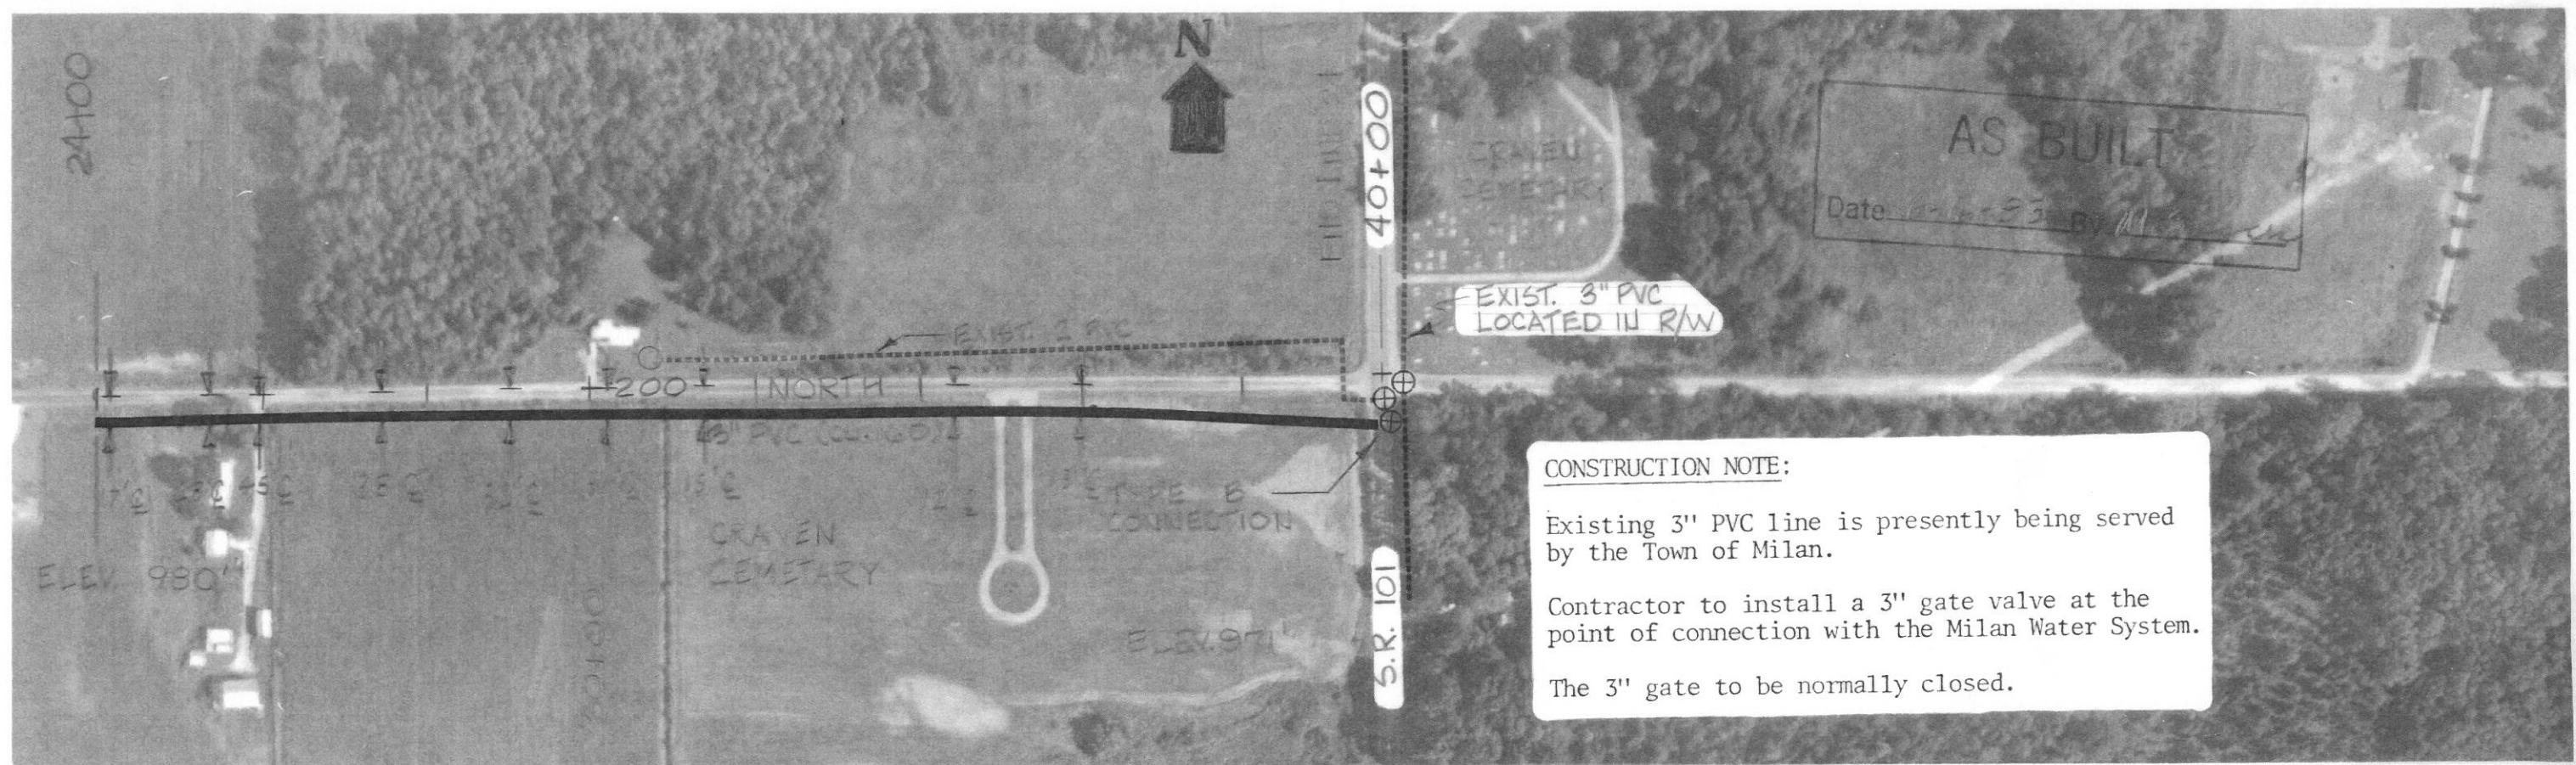 24+00
N
40+00
CRAVEN
CEMETARY
AS BUILT
Date
By
EXIST. 3" PVC
LOCATED IN R/W
EXIST. 2 PVC
200 NORTH
3" PVC
TYPE B
CONNECTION
CRAVEN
CEMETARY
ELEV. 980'
30+00
ELEV. 971'
S.R. 101
CONSTRUCTION NOTE:
Existing 3" PVC line is presently being served
by the Town of Milan.
Contractor to install a 3" gate valve at the
point of connection with the Milan Water System.
The 3" gate to be normally closed.